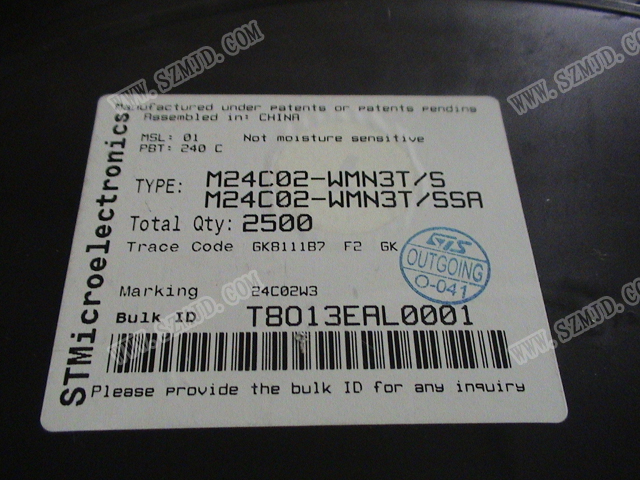 STMicroelectronics
Manufactured under patents or patents pending
Assembled in: CHINA
MSL: 01 Not moisture sensitive
PBT: 240 C
TYPE: M24C02-WMN3T/S
M24C02-WMN3T/SSA
Total Qty: 2500
Trace Code GK8111B7 F2 GK
GTS
OUTGOING
O-041
Marking 24C02W3
Bulk ID T8013EAL0001
Please provide the bulk ID for any inquiry
WWW.SZMJD.COM
WWW.SZMJD.COM
WWW.SZMJD.COM
WWW.SZMJD.COM